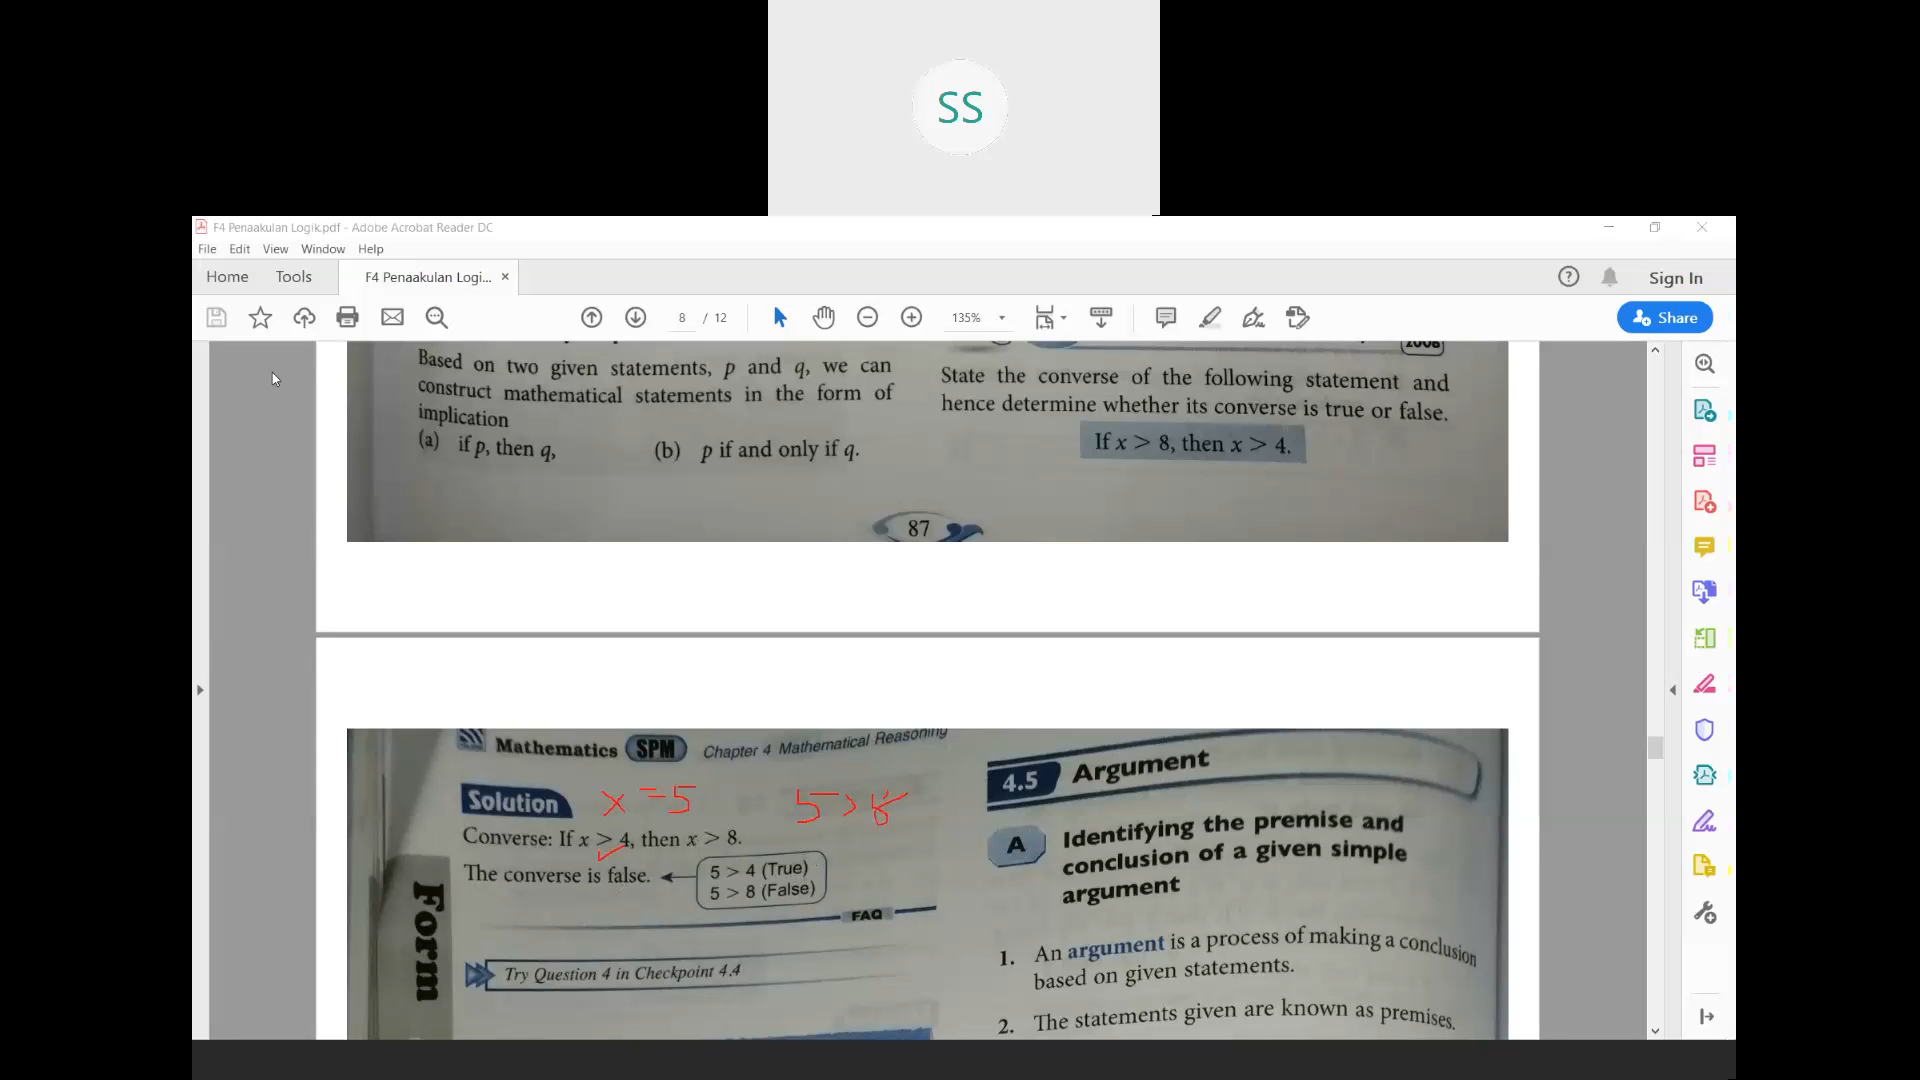 SS
F4 Penaakulan Logik.pdf - Adobe Acrobat Reader DC
File Edit View Window Help
Home Tools F4 Penaakulan Logi... × Sign In
8 / 12 135% Share
2008
Based on two given statements, p and q, we can
construct mathematical statements in the form of
implication
(a) if p, then q, (b) p if and only if q.
State the converse of the following statement and
hence determine whether its converse is true or false.
If x > 8, then x > 4.
87
Mathematics SPM Chapter 4 Mathematical Reasoning
Solution x = 5 5 > 8
Converse: If x > 4, then x > 8.
The converse is false.
5 > 4 (True)
5 > 8 (False)
FAQ
Try Question 4 in Checkpoint 4.4
Form
4.5 Argument
A Identifying the premise and
conclusion of a given simple
argument
1. An argument is a process of making a conclusion
based on given statements.
2. The statements given are known as premises.